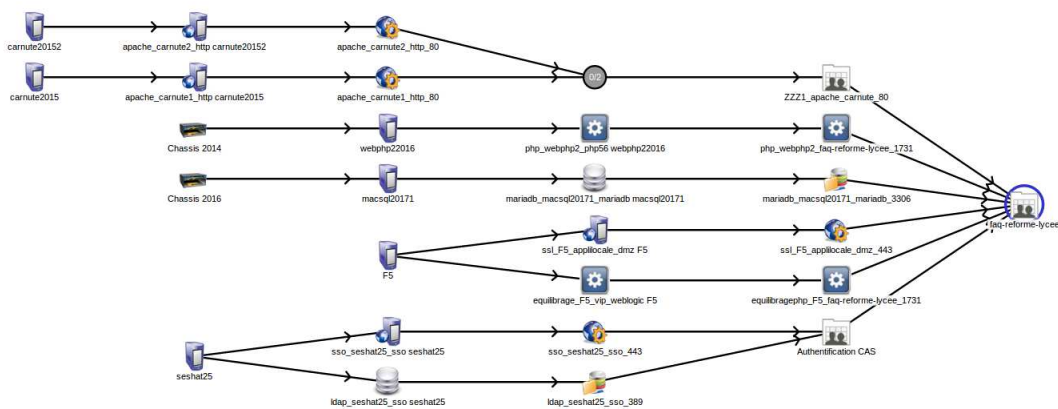 carnute20152
apache_carnute2_http carnute20152
apache_carnute2_http_80
0/2
carnute2015
apache_carnute1_http carnute2015
apache_carnute1_http_80
ZZZ1_apache_carnute_80
Chassis 2014
webphp22016
php_webphp2_php56 webphp22016
php_webphp2_faq-reforme-lycee_1731
Chassis 2016
macsql20171
mariadb_macsql20171_mariadb macsql20171
mariadb_macsql20171_mariadb_3306
faq-reforme-lycee
ssl_F5_applilocale_dmz F5
ssl_F5_applilocale_dmz_443
F5
equilibrage_F5_vip_weblogic F5
equilibragephp_F5_faq-reforme-lycee_1731
sso_seshat25_sso seshat25
sso_seshat25_sso_443
Authentification CAS
seshat25
ldap_seshat25_sso seshat25
ldap_seshat25_sso_389